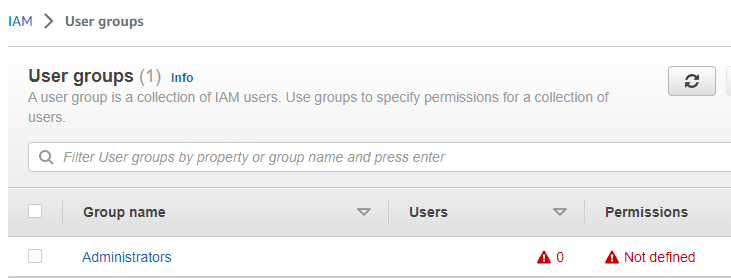 IAM > User groups
User groups (1) Info
A user group is a collection of IAM users. Use groups to specify permissions for a collection of
users.
Filter User groups by property or group name and press enter
Group name Users Permissions
Administrators 0 Not defined